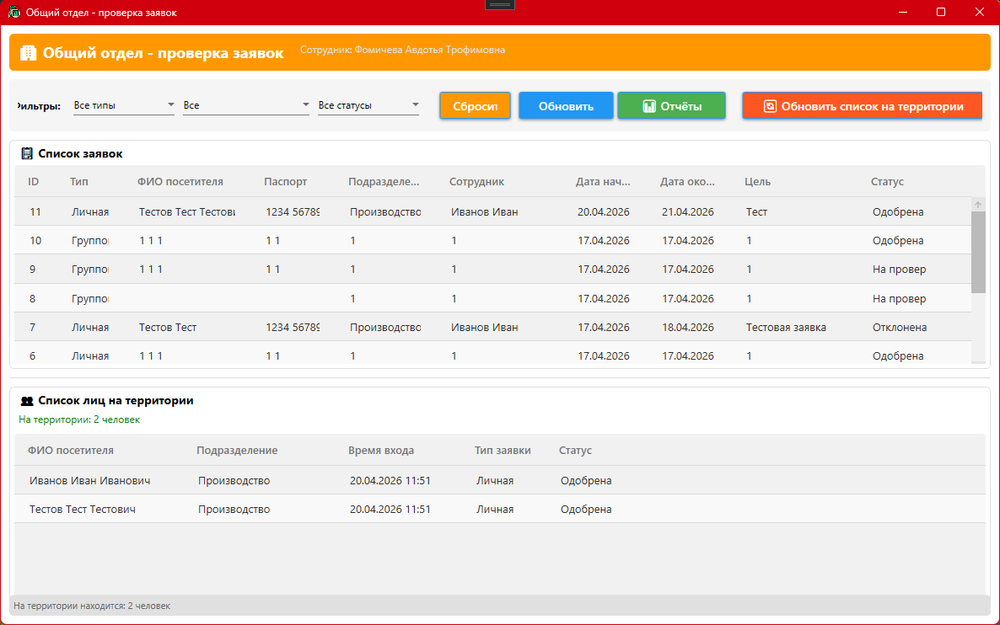 Общий отдел - проверка заявок
Общий отдел - проверка заявок Сотрудник: Фомичева Авдотья Трофимовна
Фильтры: Все типы Все Все статусы Сбросит Обновить Отчёты Обновить список на территории
Список заявок
ID Тип ФИО посетителя Паспорт Подразделе... Сотрудник Дата нач... Дата око... Цель Статус
11 Личная Тестов Тест Тестови 1234 56789 Производство Иванов Иван 20.04.2026 21.04.2026 Тест Одобрена
10 Группо 1 1 1 1 1 1 1 17.04.2026 17.04.2026 1 Одобрена
9 Группо 1 1 1 1 1 1 1 17.04.2026 17.04.2026 1 На провер
8 Группо 1 1 17.04.2026 17.04.2026 1 На провер
7 Личная Тестов Тест 1234 56789 Производство Иванов Иван 17.04.2026 18.04.2026 Тестовая заявка Отклонена
6 Личная 1 1 1 1 1 1 1 17.04.2026 17.04.2026 1 Одобрена
Список лиц на территории
На территории: 2 человек
ФИО посетителя Подразделение Время входа Тип заявки Статус
Иванов Иван Иванович Производство 20.04.2026 11:51 Личная Одобрена
Тестов Тест Тестович Производство 20.04.2026 11:51 Личная Одобрена
На территории находится: 2 человек